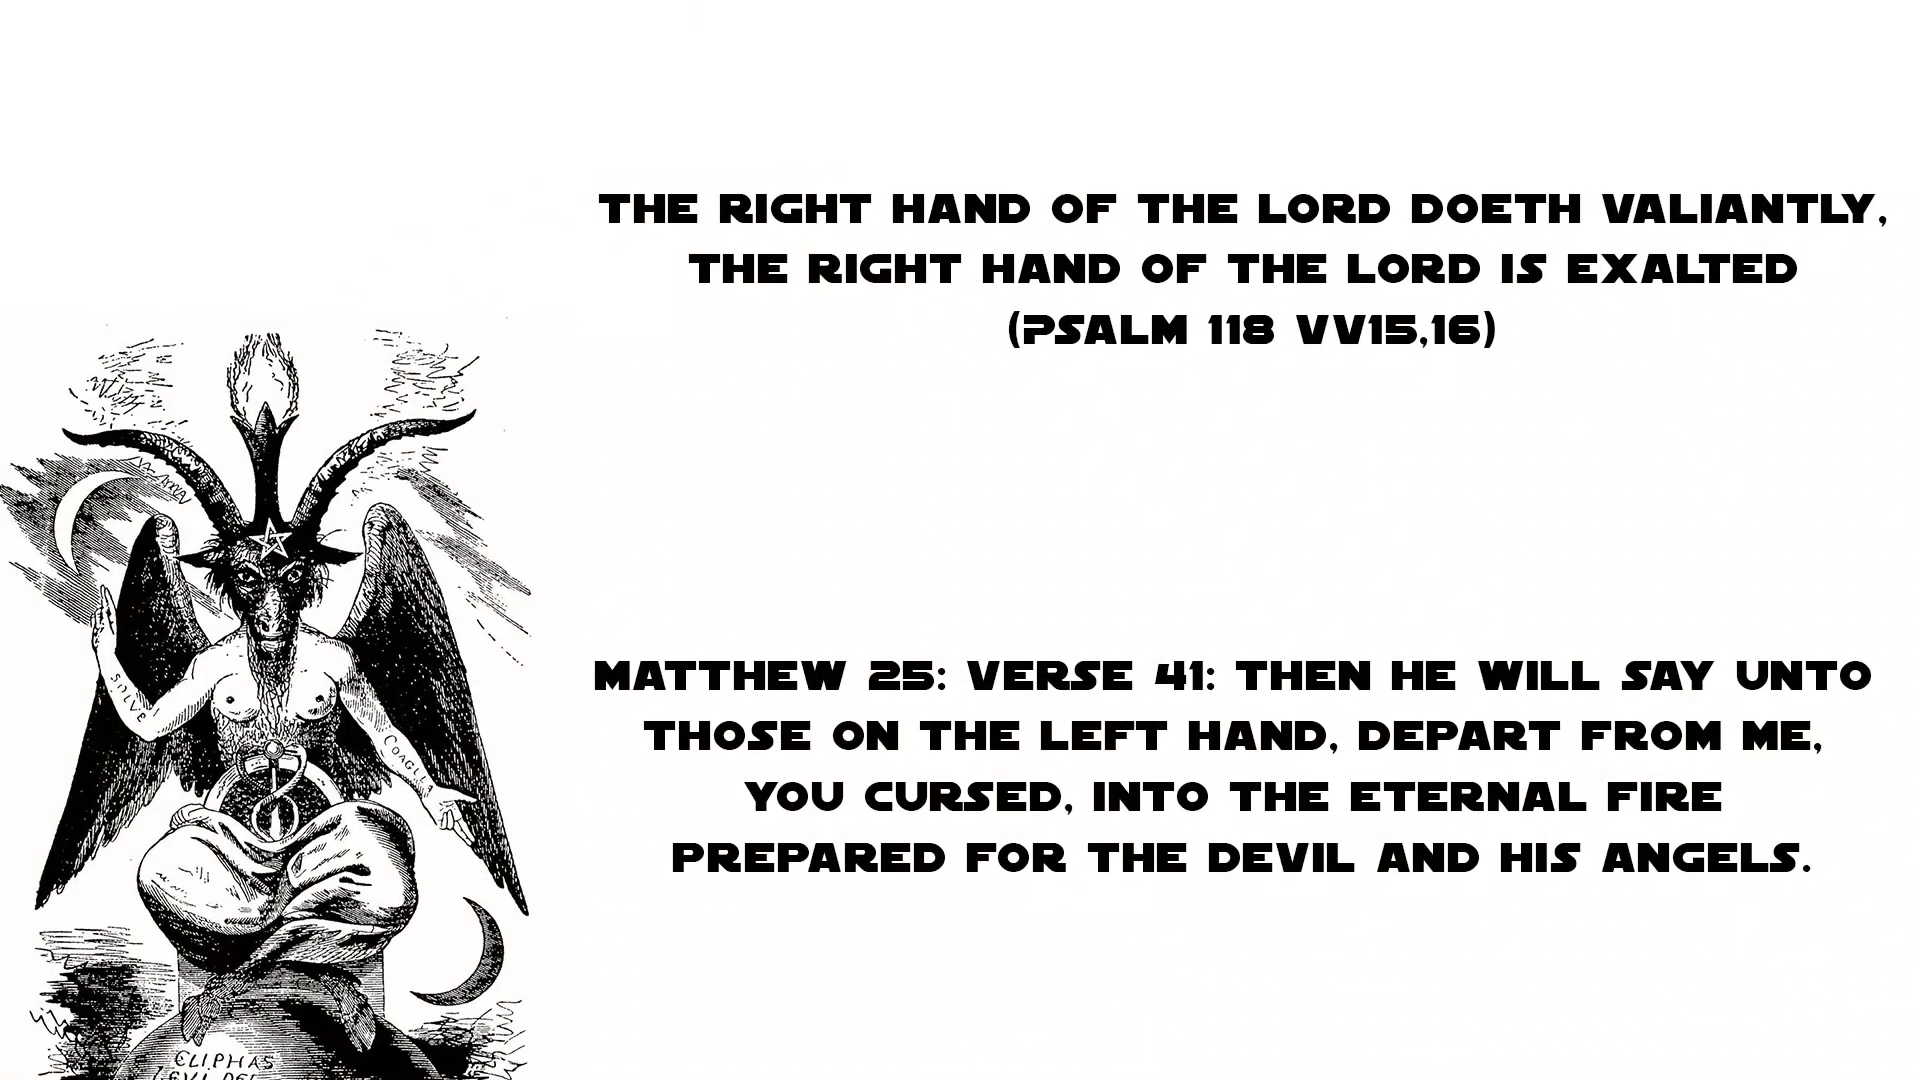 THE RIGHT HAND OF THE LORD DOETH VALIANTLY,
THE RIGHT HAND OF THE LORD IS EXALTED
(PSALM 118 VV15,16)
SOLVE
COAGULA
MATTHEW 25: VERSE 41: THEN HE WILL SAY UNTO
THOSE ON THE LEFT HAND, DEPART FROM ME,
YOU CURSED, INTO THE ETERNAL FIRE
PREPARED FOR THE DEVIL AND HIS ANGELS.
ELIPHAS
LEVI DEL